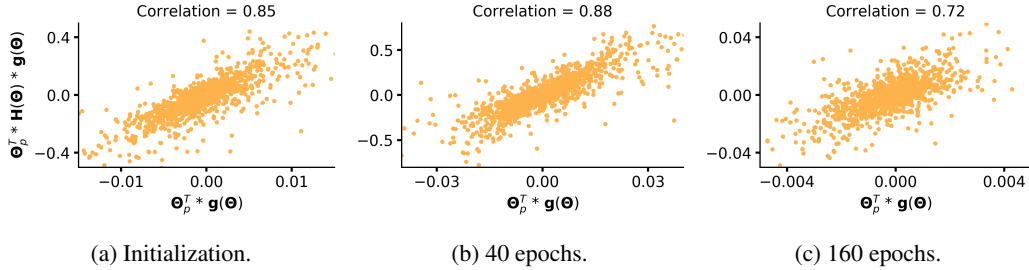 Correlation = 0.85
Correlation = 0.88
Correlation = 0.72
Θ_p^T * H(Θ) * g(Θ)
0.4
0.0
−0.4
−0.01
0.00
0.01
Θ_p^T * g(Θ)
0.5
0.0
−0.5
−0.03
0.00
0.03
Θ_p^T * g(Θ)
0.04
0.00
−0.04
−0.004
0.000
0.004
Θ_p^T * g(Θ)
(a) Initialization.
(b) 40 epochs.
(c) 160 epochs.